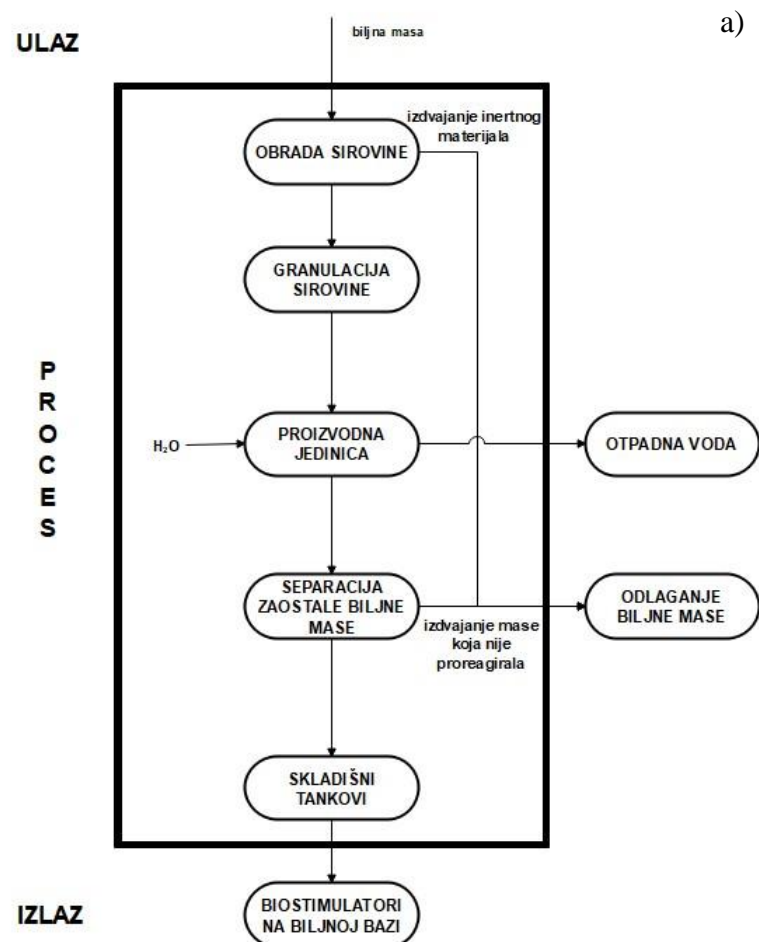 a)
ULAZ
biljna masa
izdvajanje inertnog
materijala
OBRADA SIROVINE
GRANULACIJA
SIROVINE
P
R
O
C
E
S
H₂O
PROIZVODNA
JEDINICA
OTPADNA VODA
SEPARACIJA
ZAOSTALE BILJNE
MASE
izdvajanje mase
koja nije
proreagirala
ODLAGANJE
BILJNE MASE
SKLADIŠNI
TANKOVI
IZLAZ
BIOSTIMULATORI
NA BILJNOJ BAZI